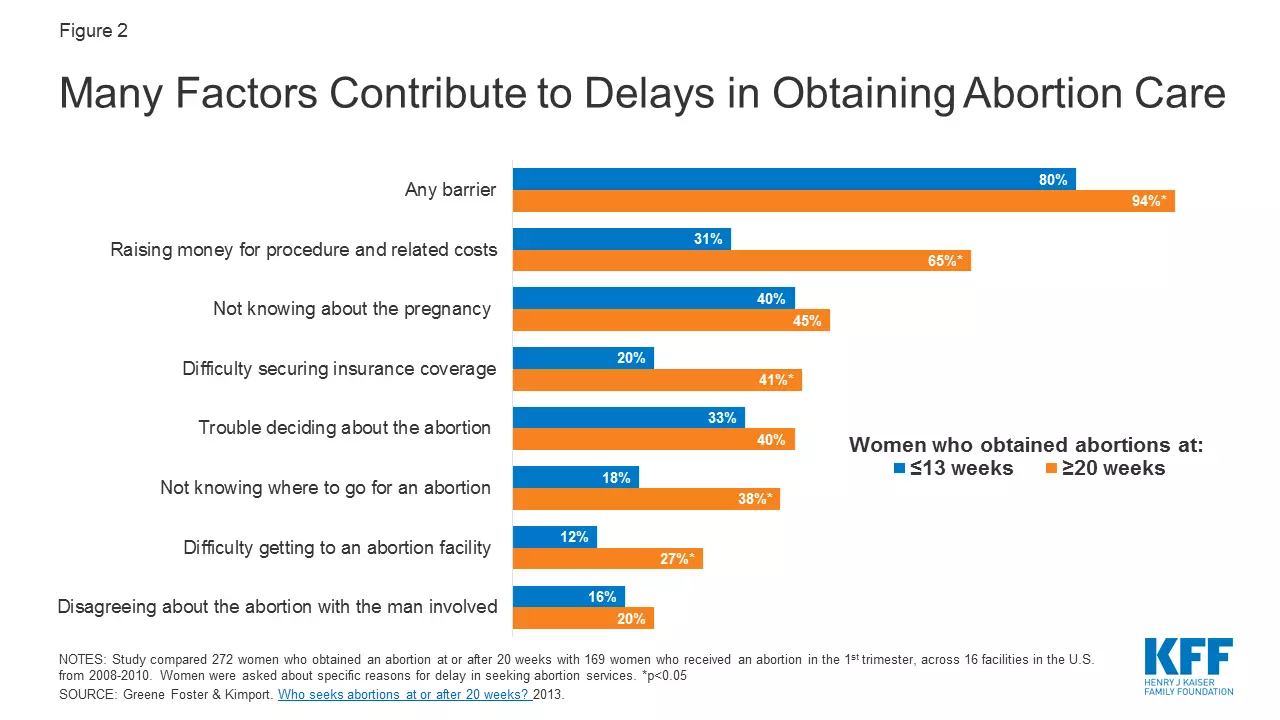 Figure 2
Many Factors Contribute to Delays in Obtaining Abortion Care
Any barrier
80%
94%*
Raising money for procedure and related costs
31%
65%*
Not knowing about the pregnancy
40%
45%
Difficulty securing insurance coverage
20%
41%*
Trouble deciding about the abortion
33%
40%
Not knowing where to go for an abortion
18%
38%*
Difficulty getting to an abortion facility
12%
27%*
Disagreeing about the abortion with the man involved
16%
20%
Women who obtained abortions at:
≤13 weeks ≥20 weeks
NOTES: Study compared 272 women who obtained an abortion at or after 20 weeks with 169 women who received an abortion in the 1st trimester, across 16 facilities in the U.S.
from 2008-2010. Women were asked about specific reasons for delay in seeking abortion services. *p<0.05
SOURCE: Greene Foster & Kimport. Who seeks abortions at or after 20 weeks? 2013.
KFF
HENRY J KAISER
FAMILY FOUNDATION